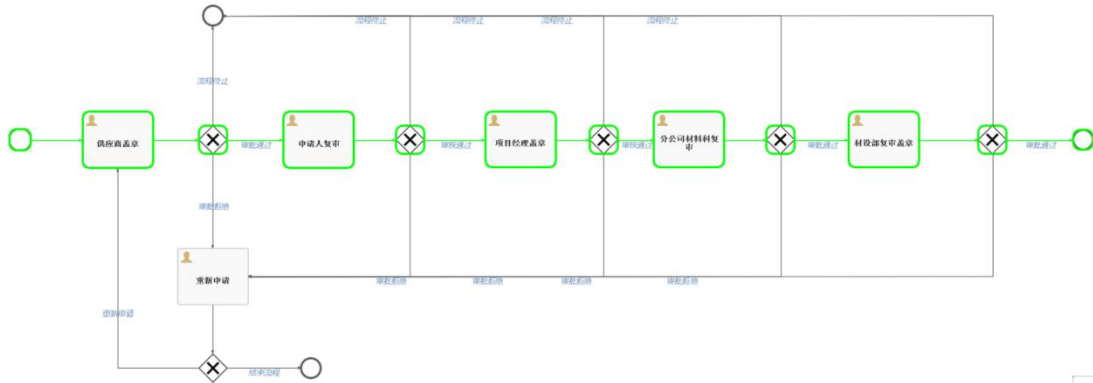 流程终止
流程终止
流程终止
流程终止
流程终止
供应商盖章
审批通过
申请人复审
审核通过
项目经理盖章
审核通过
分公司材料科复
审
审批通过
材设部复审盖章
审批通过
审批拒绝
重新申请
审批拒绝
审批拒绝
审批拒绝
审批拒绝
重新申请
结束流程